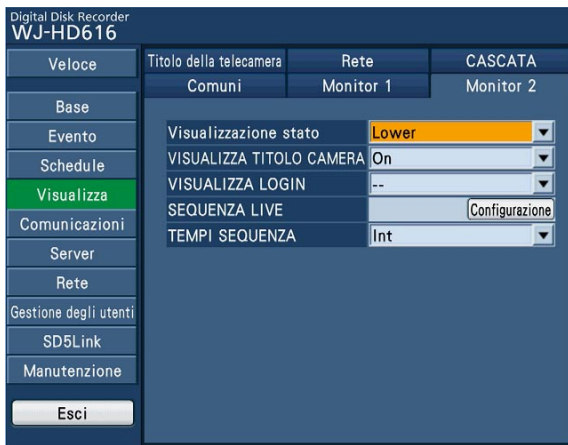 Digital Disk Recorder
WJ-HD616
Veloce
Base
Evento
Schedule
Visualizza
Comunicazioni
Server
Rete
Gestione degli utenti
SD5Link
Manutenzione
Esci
Titolo della telecamera Rete CASCATA
Comuni Monitor 1 Monitor 2
Visualizzazione stato Lower
VISUALIZZA TITOLO CAMERA On
VISUALIZZA LOGIN --
SEQUENZA LIVE Configurazione
TEMPI SEQUENZA Int